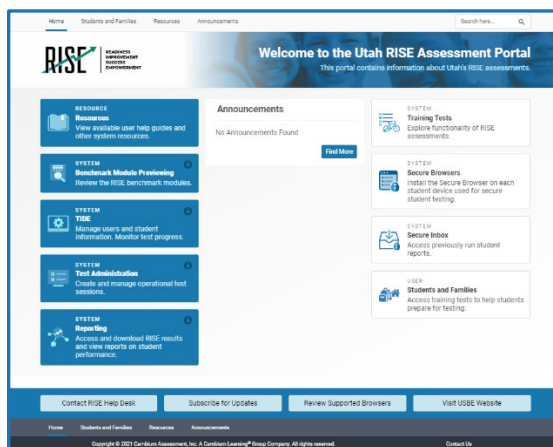 Home Students and Families Resources Announcements Search here...
RISE READINESS
IMPROVEMENT
SUCCESS
EMPOWERMENT
Welcome to the Utah RISE Assessment Portal
This portal contains information about Utah's RISE assessments.
RESOURCE
Resources
View available user help guides and
other system resources.
SYSTEM
Benchmark Module Previewing
Review the RISE benchmark modules.
SYSTEM
TIDE
Manage users and student
information. Monitor test progress.
SYSTEM
Test Administration
Create and manage operational test
sessions.
SYSTEM
Reporting
Access and download RISE results
and view reports on student
performance.
Announcements
No Announcements Found
Find More
SYSTEM
Training Tests
Explore functionality of RISE
assessments.
SYSTEM
Secure Browsers
Install the Secure Browser on each
student device used for secure
student testing.
SYSTEM
Secure Inbox
Access previously run student
reports.
USER
Students and Families
Access training tests to help students
prepare for testing.
Contact RISE Help Desk Subscribe for Updates Review Supported Browsers Visit USBE Website
Home Students and Families Resources Announcements
Copyright © 2021 Cambium Assessment, Inc. A Cambium Learning® Group Company. All rights reserved. Contact Us